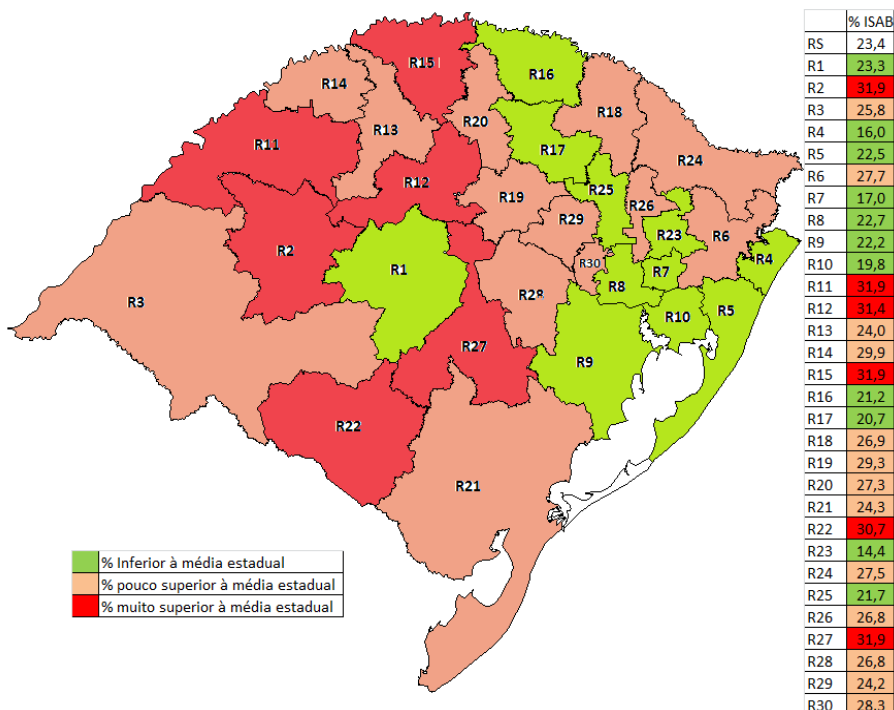 % ISAB
RS 23,4
R1 23,3
R2 31,9
R3 25,8
R4 16,0
R5 22,5
R6 27,7
R7 17,0
R8 22,7
R9 22,2
R10 19,8
R11 31,9
R12 31,4
R13 24,0
R14 29,9
R15 31,9
R16 21,2
R17 20,7
R18 26,9
R19 29,3
R20 27,3
R21 24,3
R22 30,7
R23 14,4
R24 27,5
R25 21,7
R26 26,8
R27 31,9
R28 26,8
R29 24,2
R30 28,3
R15
R16
R14
R18
R20
R13
R11
R17
R24
R12
R25
R19
R26
R29
R23
R6
R2
R4
R1
R30
R7
R8
R28
R3
R5
R10
R27
R9
R22
R21
% Inferior à média estadual
% pouco superior à média estadual
% muito superior à média estadual